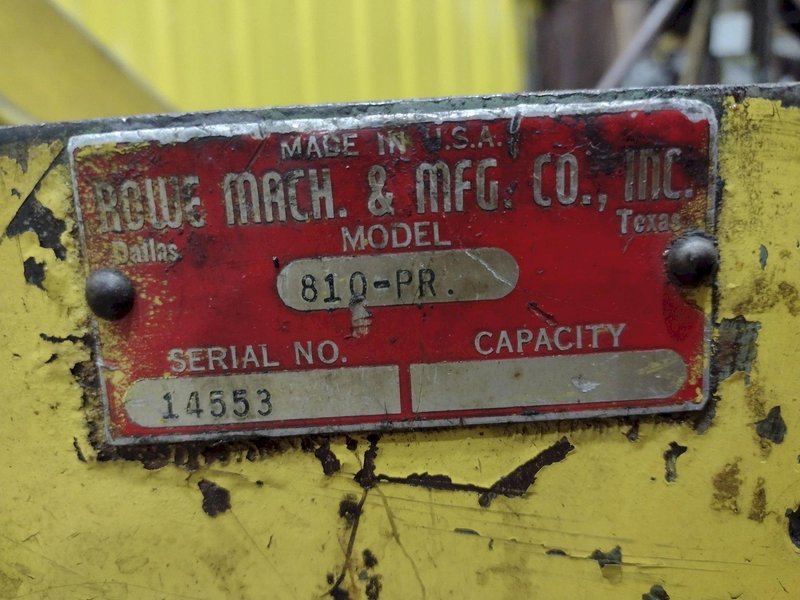 MADE IN U.S.A.
ROWE MACH. & MFG. CO., INC.
Dallas Texas
MODEL
810-PR.
SERIAL NO. CAPACITY
14553